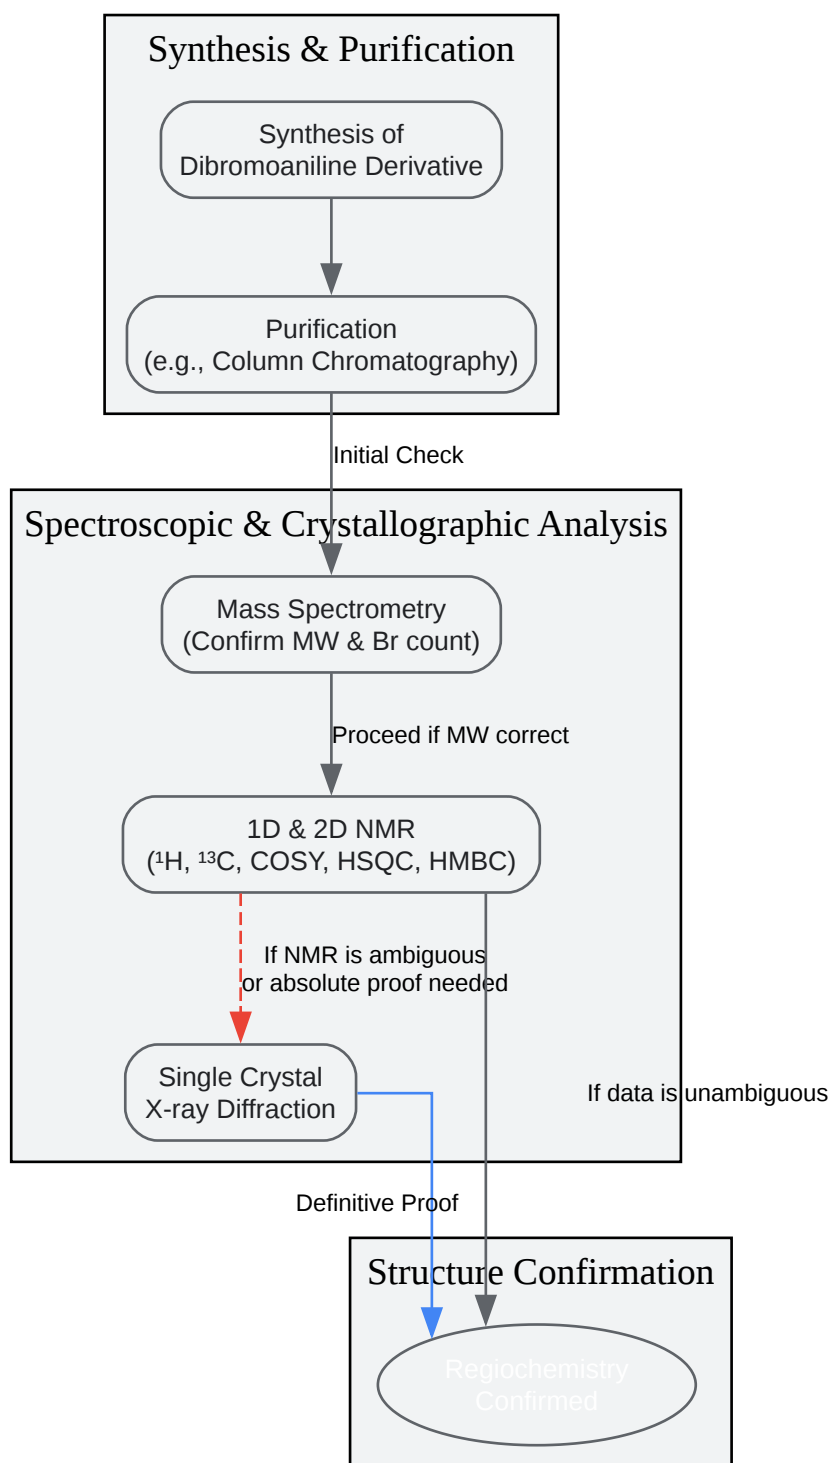 Synthesis & Purification
Synthesis of
Dibromoaniline Derivative
Purification
(e.g., Column Chromatography)
Initial Check
Spectroscopic & Crystallographic Analysis
Mass Spectrometry
(Confirm MW & Br count)
Proceed if MW correct
1D & 2D NMR
(¹H, ¹³C, COSY, HSQC, HMBC)
If NMR is ambiguous
or absolute proof needed
Single Crystal
X-ray Diffraction
If data is unambiguous
Definitive Proof
Structure Confirmation
Regiochemistry
Confirmed